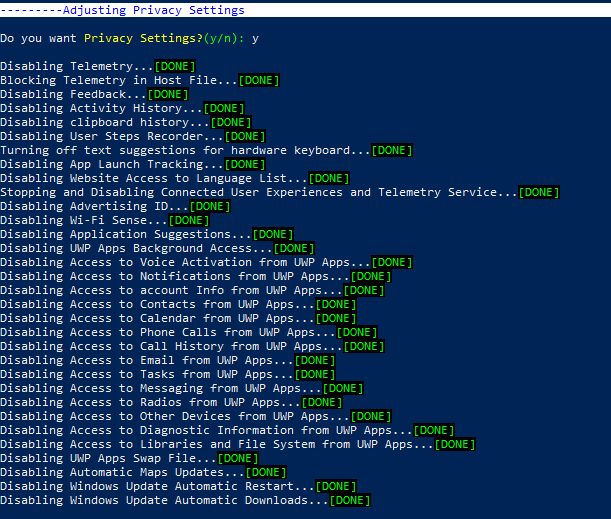 ---------Adjusting Privacy Settings
Do you want Privacy Settings?(y/n): y
Disabling Telemetry...[DONE]
Blocking Telemetry in Host File...[DONE]
Disabling Feedback...[DONE]
Disabling Activity History...[DONE]
Disabling clipboard history...[DONE]
Disabling User Steps Recorder...[DONE]
Turning off text suggestions for hardware keyboard...[DONE]
Disabling App Launch Tracking...[DONE]
Disabling Website Access to Language List...[DONE]
Stopping and Disabling Connected User Experiences and Telemetry Service...[DONE]
Disabling Advertising ID...[DONE]
Disabling Wi-Fi Sense...[DONE]
Disabling Application Suggestions...[DONE]
Disabling UWP Apps Background Access...[DONE]
Disabling Access to Voice Activation from UWP Apps...[DONE]
Disabling Access to Notifications from UWP Apps...[DONE]
Disabling Access to account Info from UWP Apps...[DONE]
Disabling Access to Contacts from UWP Apps...[DONE]
Disabling Access to Calendar from UWP Apps...[DONE]
Disabling Access to Phone Calls from UWP Apps...[DONE]
Disabling Access to Call History from UWP Apps...[DONE]
Disabling Access to Email from UWP Apps...[DONE]
Disabling Access to Tasks from UWP Apps...[DONE]
Disabling Access to Messaging from UWP Apps...[DONE]
Disabling Access to Radios from UWP Apps...[DONE]
Disabling Access to Other Devices from UWP Apps...[DONE]
Disabling Access to Diagnostic Information from UWP Apps...[DONE]
Disabling Access to Libraries and File System from UWP Apps...[DONE]
Disabling UWP Apps Swap File...[DONE]
Disabling Automatic Maps Updates...[DONE]
Disabling Windows Update Automatic Restart...[DONE]
Disabling Windows Update Automatic Downloads...[DONE]